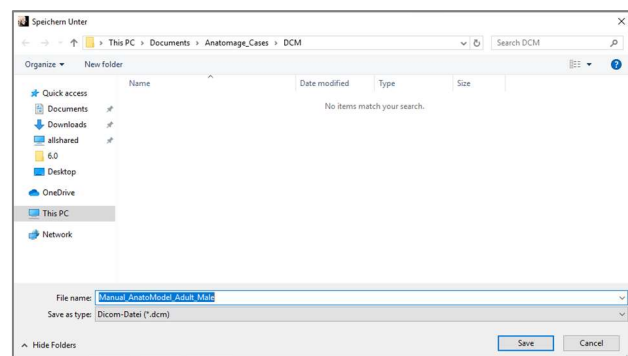 Speichern Unter
This PC > Documents > Anatomage_Cases > DCM
Search DCM
Organize
New folder
Name
Date modified
Type
Size
No items match your search.
Quick access
Documents
Downloads
allshared
6.0
Desktop
OneDrive
This PC
Network
File name: Manual_AnatoModel_Adult_Male
Save as type: Dicom-Datei (*.dcm)
Hide Folders
Save
Cancel